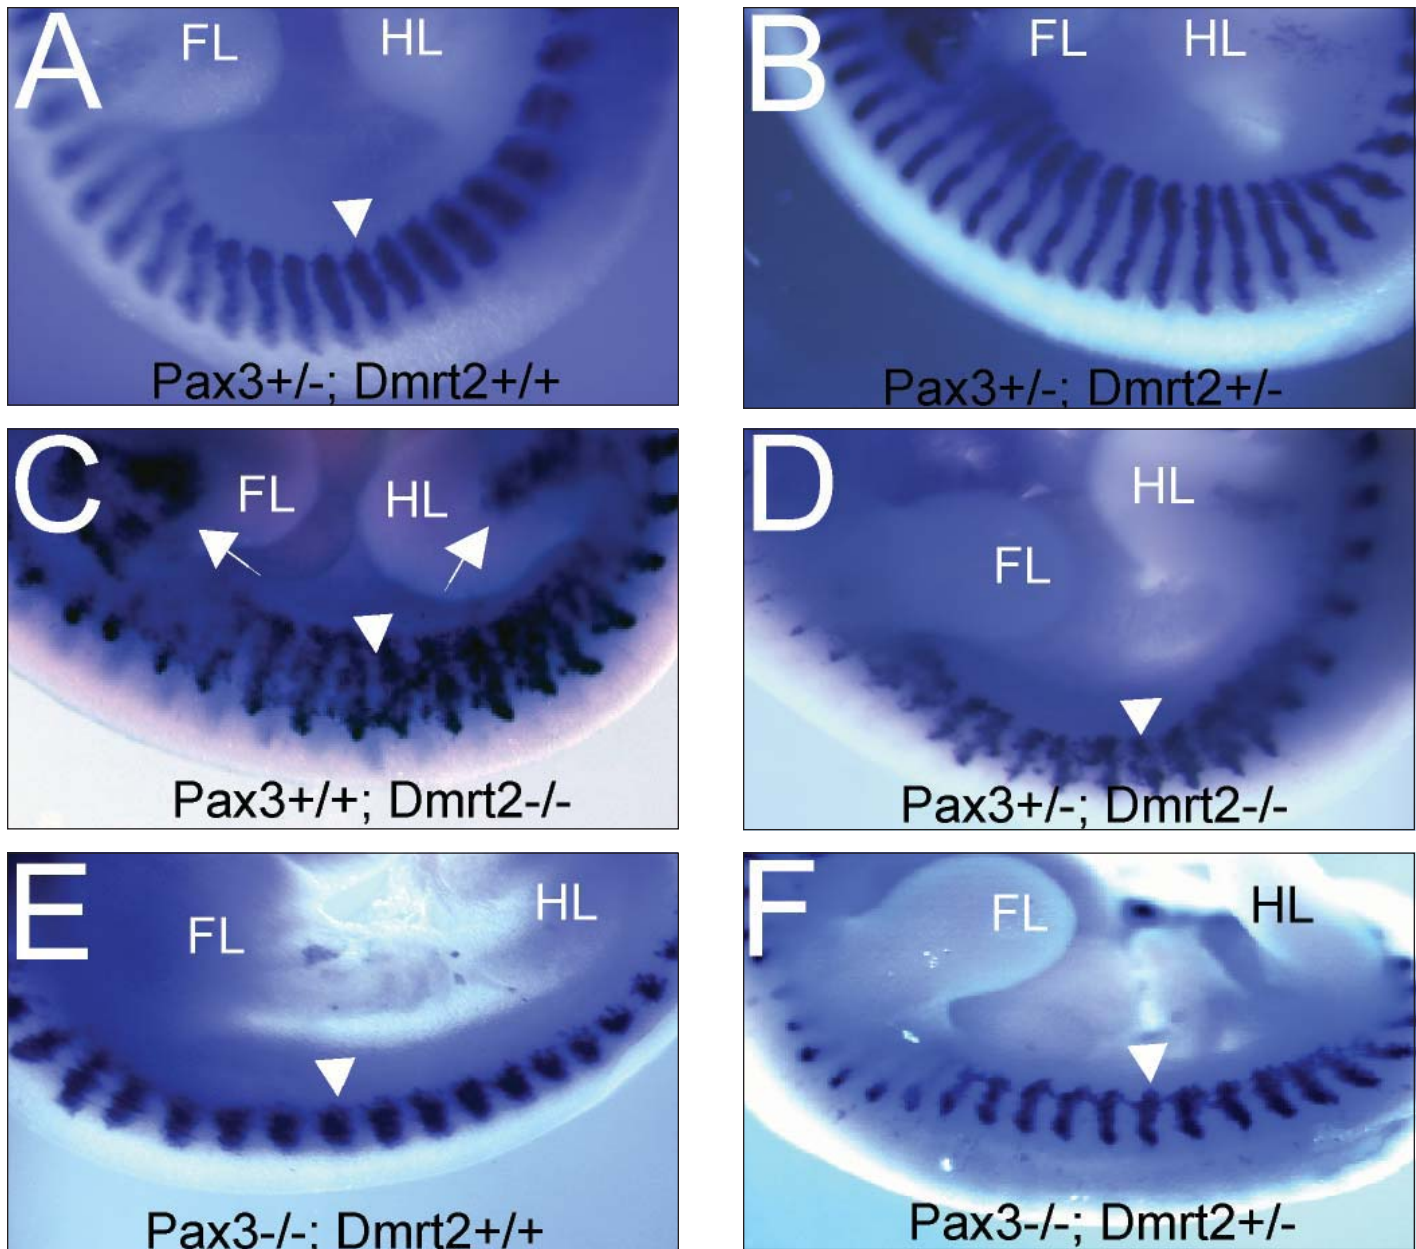 A
FL
HL
Pax3+/-; Dmrt2+/+
B
FL
HL
Pax3+/-; Dmrt2+/-
C
FL
HL
Pax3+/+; Dmrt2-/-
D
FL
HL
Pax3+/-; Dmrt2-/-
E
FL
HL
Pax3-/-; Dmrt2+/+
F
FL
HL
Pax3-/-; Dmrt2+/-